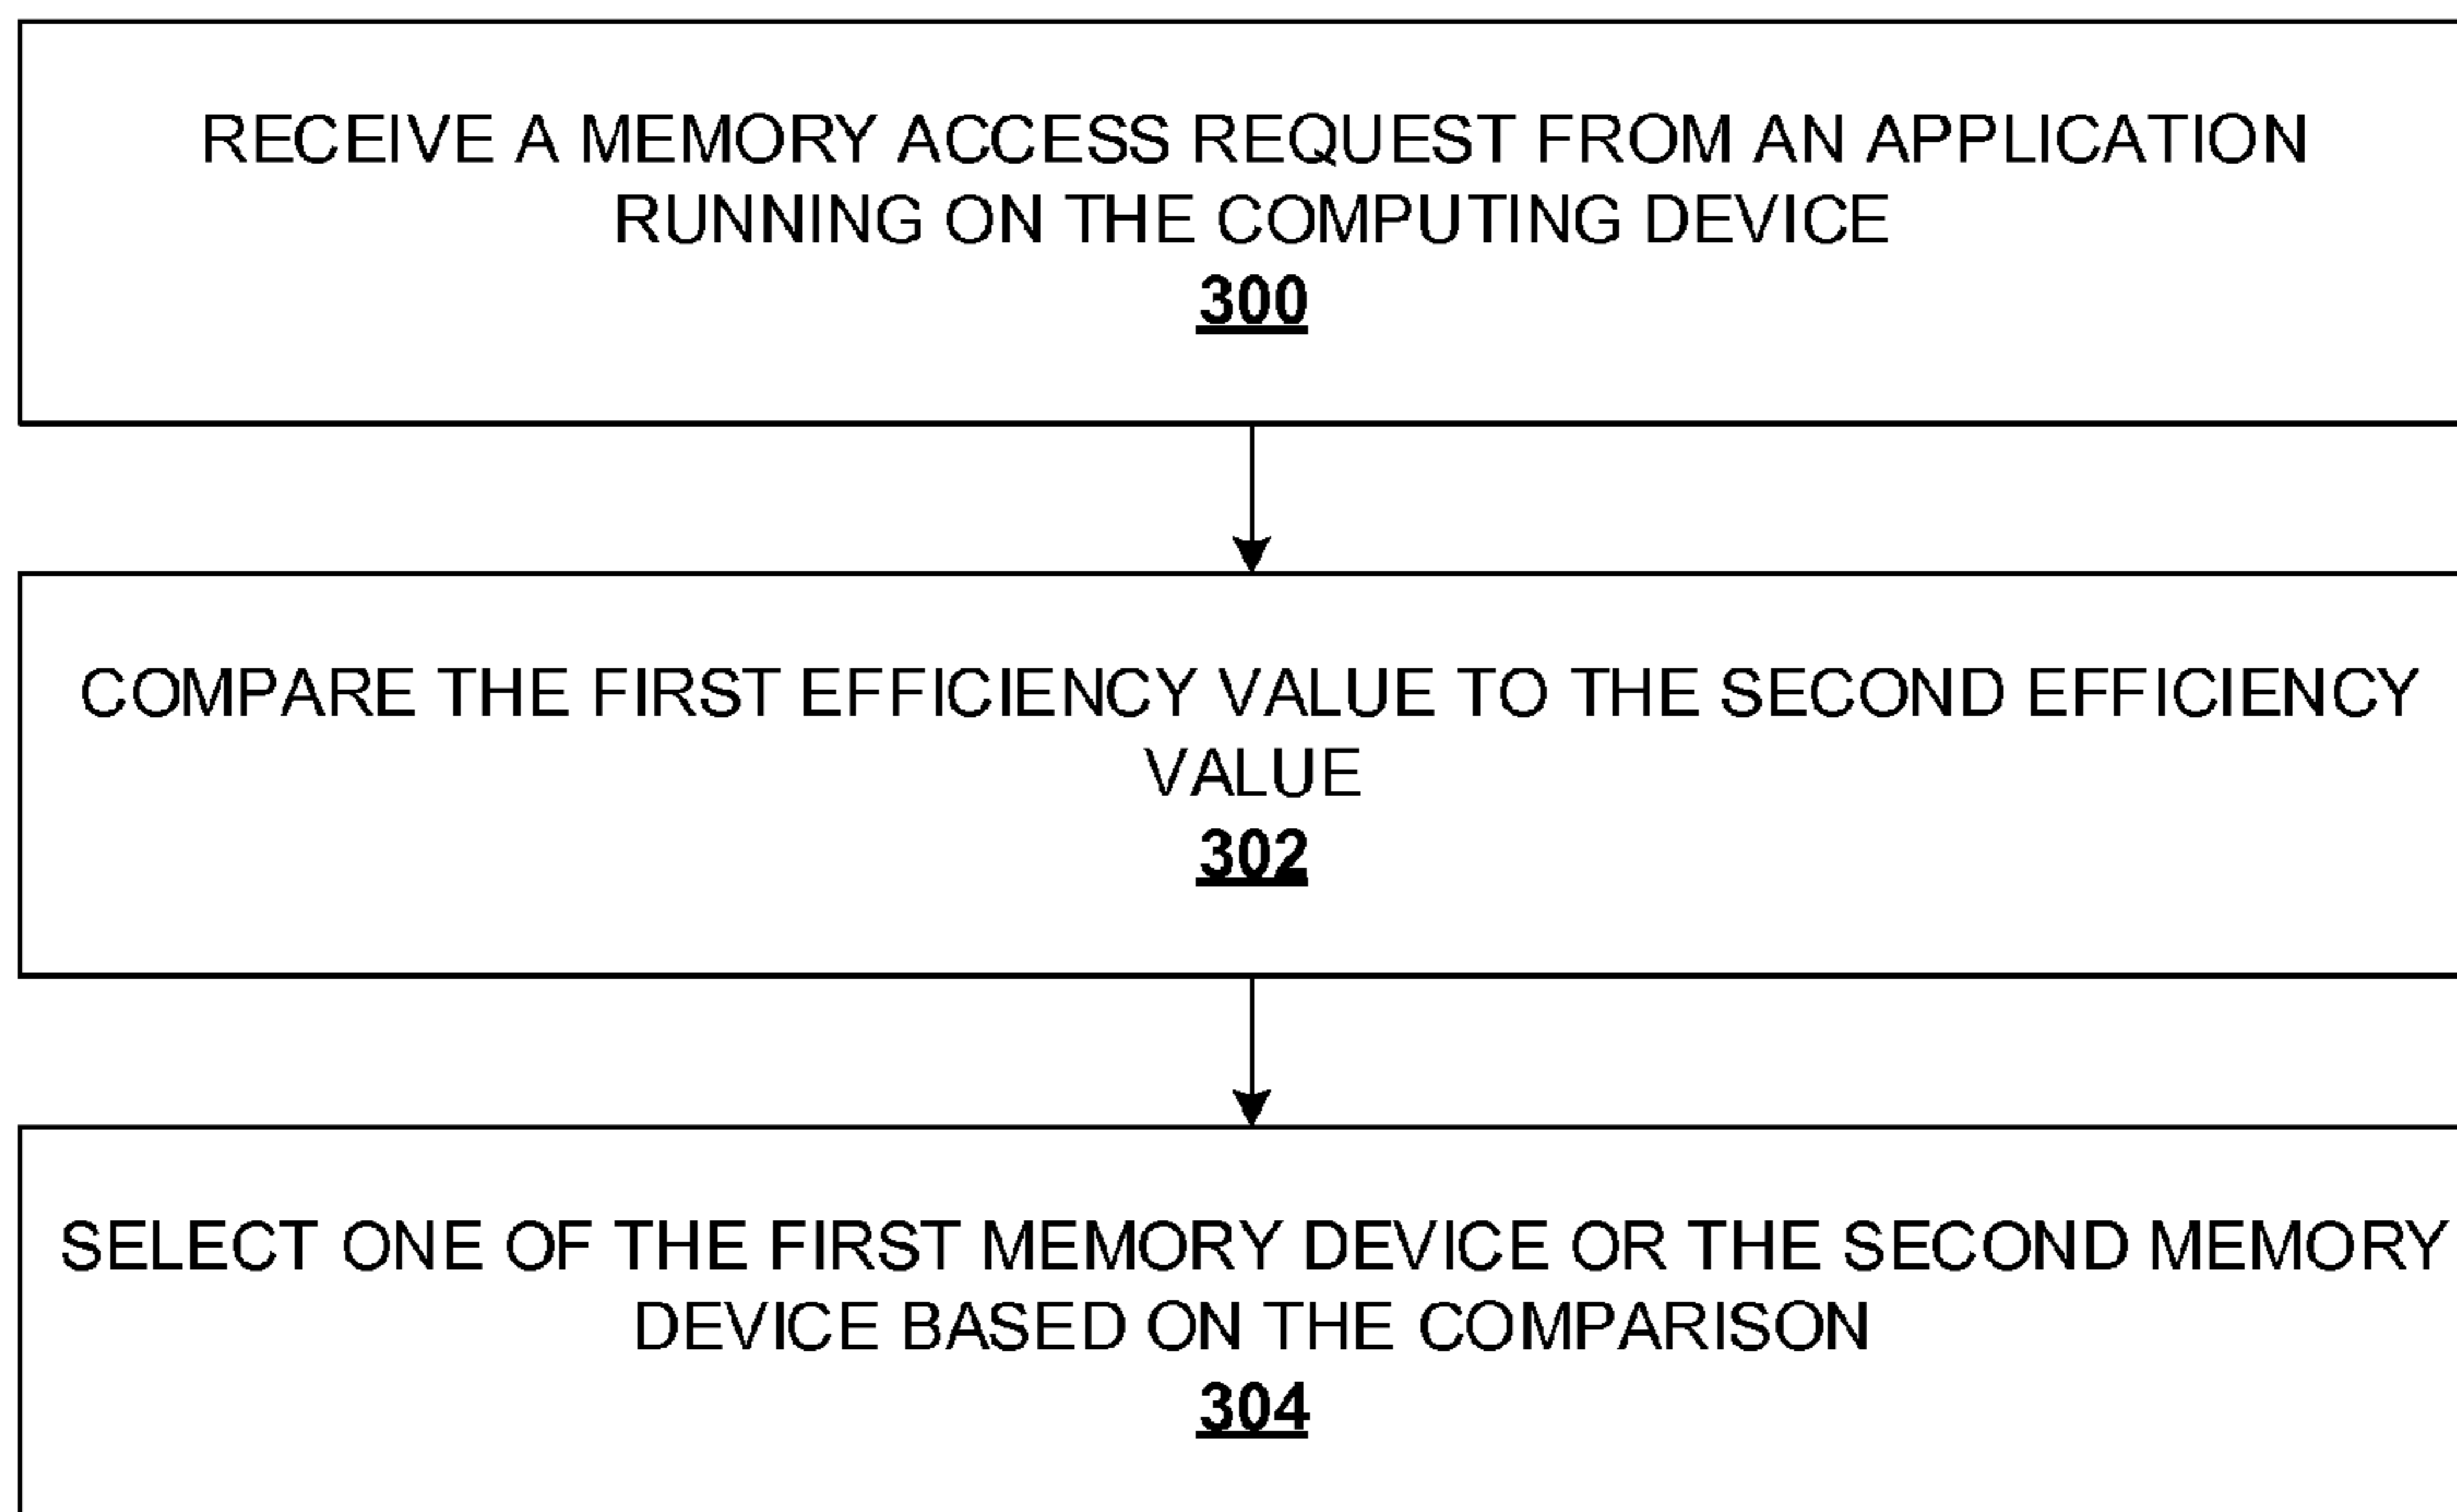 RECEIVE A MEMORY ACCESS REQUEST FROM AN APPLICATION
RUNNING ON THE COMPUTING DEVICE
300
COMPARE THE FIRST EFFICIENCY VALUE TO THE SECOND EFFICIENCY
VALUE
302
SELECT ONE OF THE FIRST MEMORY DEVICE OR THE SECOND MEMORY
DEVICE BASED ON THE COMPARISON
304